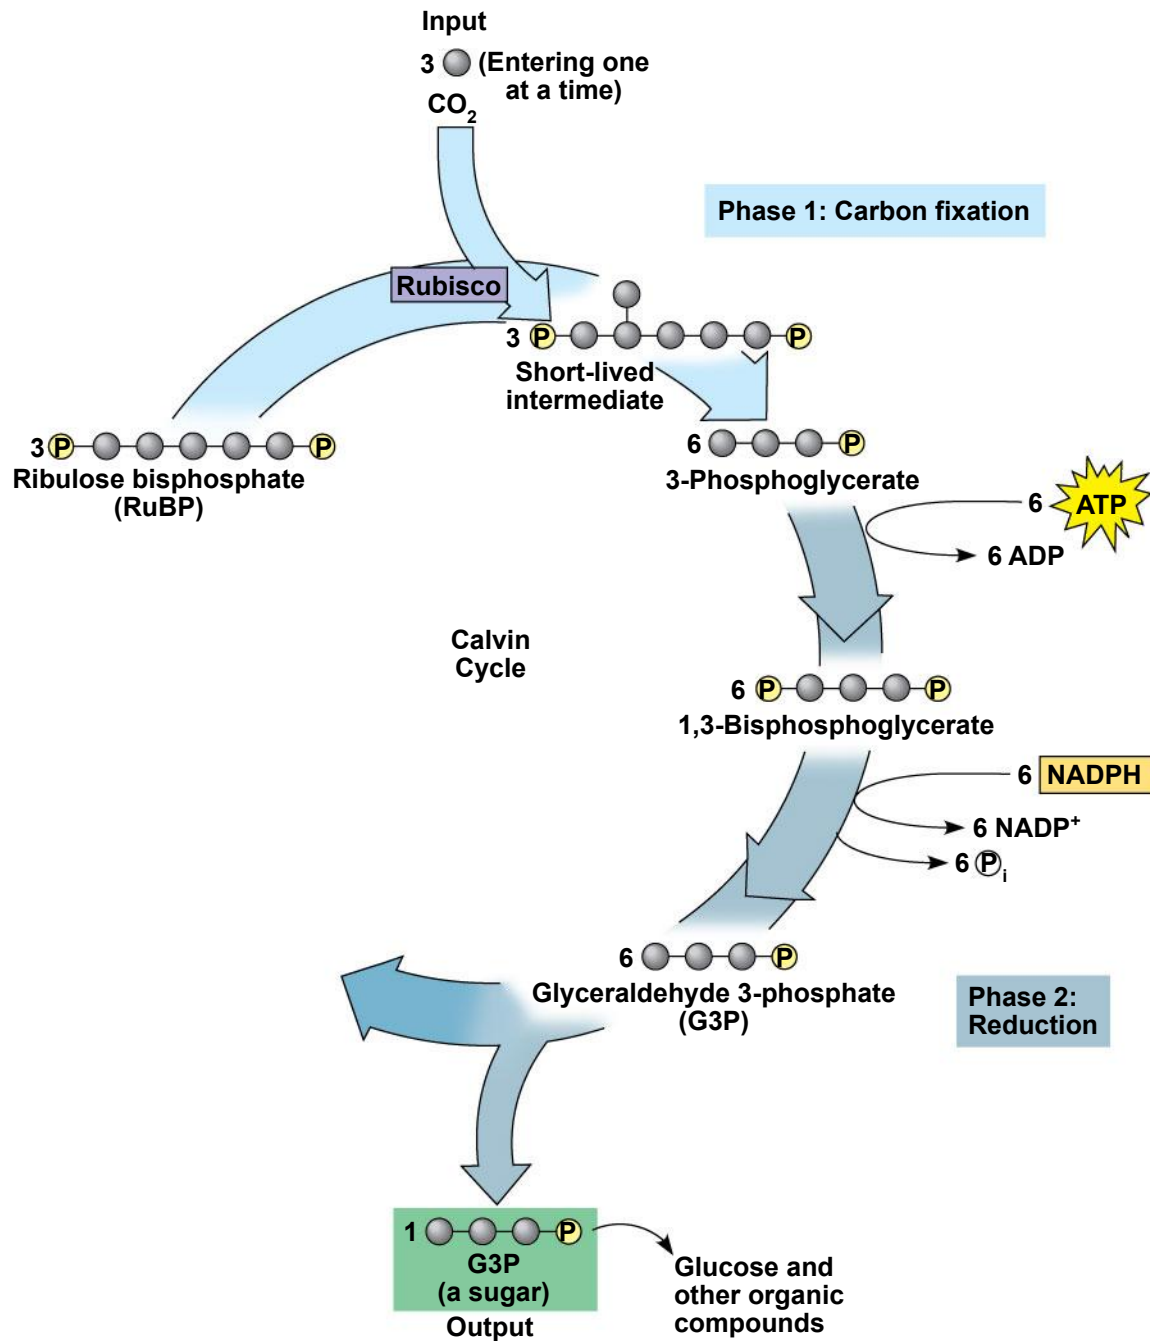 Input
3 (Entering one
at a time)
CO₂
Phase 1: Carbon fixation
Rubisco
3 P P
Short-lived
intermediate
3 P P
Ribulose bisphosphate
(RuBP)
6 P
3-Phosphoglycerate
6 ATP
6 ADP
Calvin
Cycle
6 P P
1,3-Bisphosphoglycerate
6 NADPH
6 NADP⁺
6 Pᵢ
6 P
Glyceraldehyde 3-phosphate
(G3P)
Phase 2:
Reduction
1 P
G3P
(a sugar)
Output
Glucose and
other organic
compounds